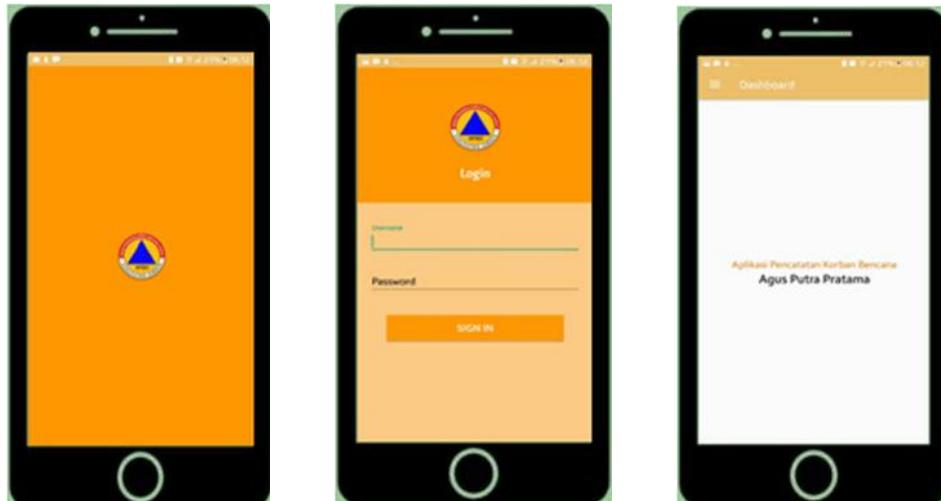 Login
Username
Password
SIGN IN
Dashboard
Aplikasi Pencatatan Korban Bencana
Agus Putra Pratama